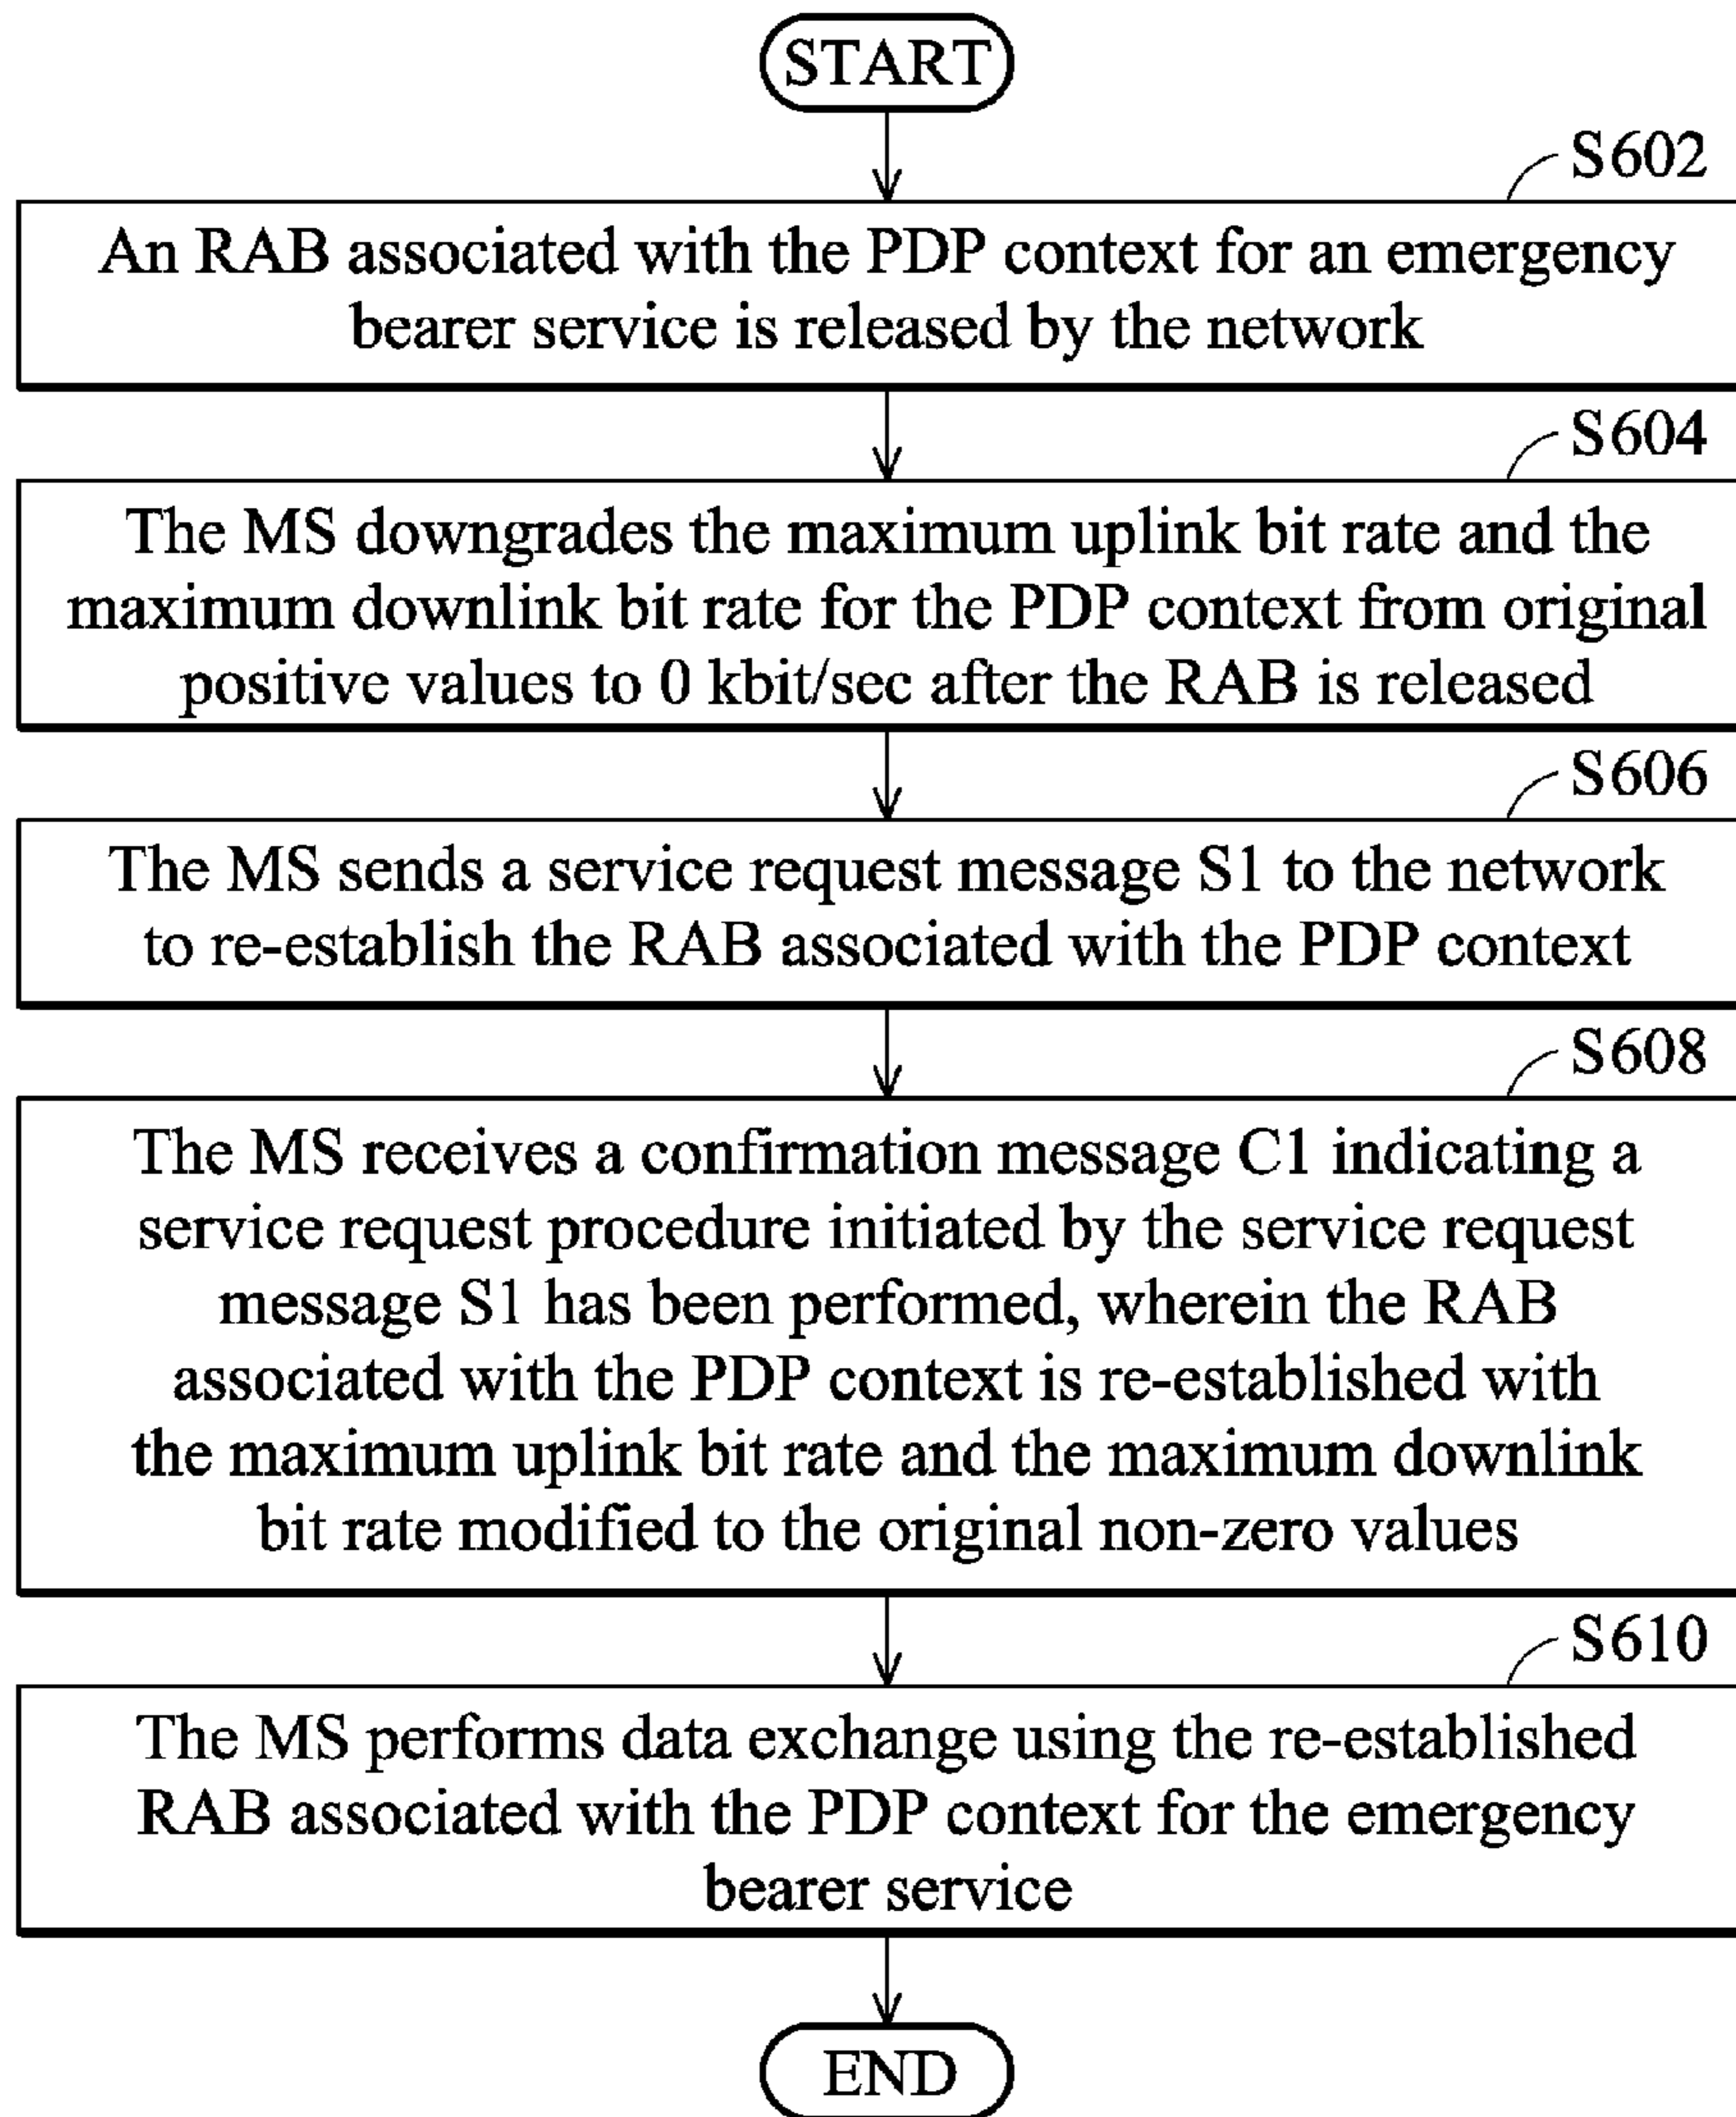 START
S602
An RAB associated with the PDP context for an emergency
bearer service is released by the network
S604
The MS downgrades the maximum uplink bit rate and the
maximum downlink bit rate for the PDP context from original
positive values to 0 kbit/sec after the RAB is released
S606
The MS sends a service request message S1 to the network
to re-establish the RAB associated with the PDP context
S608
The MS receives a confirmation message C1 indicating a
service request procedure initiated by the service request
message S1 has been performed, wherein the RAB
associated with the PDP context is re-established with
the maximum uplink bit rate and the maximum downlink
bit rate modified to the original non-zero values
S610
The MS performs data exchange using the re-established
RAB associated with the PDP context for the emergency
bearer service
END